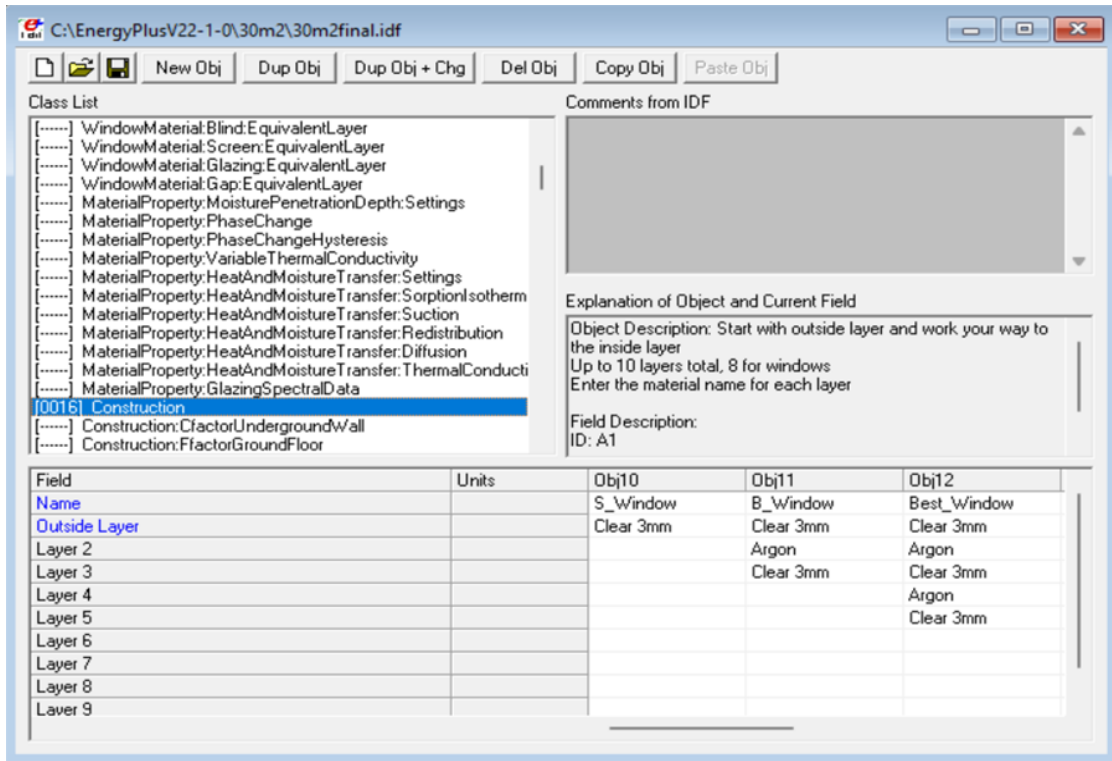 C:\EnergyPlusV22-1-0\30m2\30m2final.idf
New Obj Dup Obj Dup Obj + Chg Del Obj Copy Obj Paste Obj
Class List
[------] WindowMaterial:Blind:EquivalentLayer
[------] WindowMaterial:Screen:EquivalentLayer
[------] WindowMaterial:Glazing:EquivalentLayer
[------] WindowMaterial:Gap:EquivalentLayer
[------] MaterialProperty:MoisturePenetrationDepth:Settings
[------] MaterialProperty:PhaseChange
[------] MaterialProperty:PhaseChangeHysteresis
[------] MaterialProperty:VariableThermalConductivity
[------] MaterialProperty:HeatAndMoistureTransfer:Settings
[------] MaterialProperty:HeatAndMoistureTransfer:SorptionIsotherm
[------] MaterialProperty:HeatAndMoistureTransfer:Suction
[------] MaterialProperty:HeatAndMoistureTransfer:Redistribution
[------] MaterialProperty:HeatAndMoistureTransfer:Diffusion
[------] MaterialProperty:HeatAndMoistureTransfer:ThermalConducti
[------] MaterialProperty:GlazingSpectralData
[0016] Construction
[------] Construction:CfactorUndergroundWall
[------] Construction:FfactorGroundFloor
Comments from IDF
Explanation of Object and Current Field
Object Description: Start with outside layer and work your way to
the inside layer
Up to 10 layers total, 8 for windows
Enter the material name for each layer
Field Description:
ID: A1
Field Units Obj10 Obj11 Obj12
Name S_Window B_Window Best_Window
Outside Layer Clear 3mm Clear 3mm Clear 3mm
Layer 2 Argon Argon
Layer 3 Clear 3mm Clear 3mm
Layer 4 Argon
Layer 5 Clear 3mm
Layer 6
Layer 7
Layer 8
Layer 9